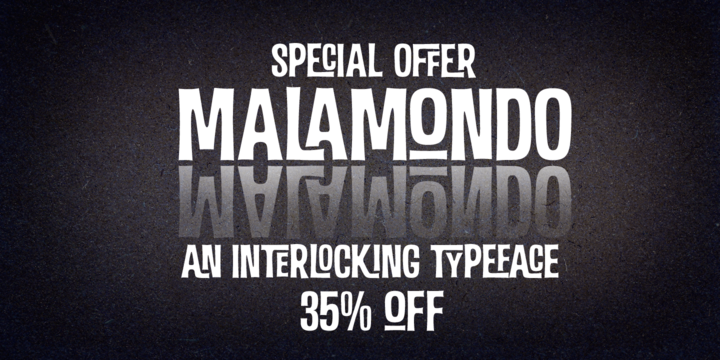 SPECIAL OFFER
MALAMONDO
AN INTERLOCKING TYPEFACE
35% OFF